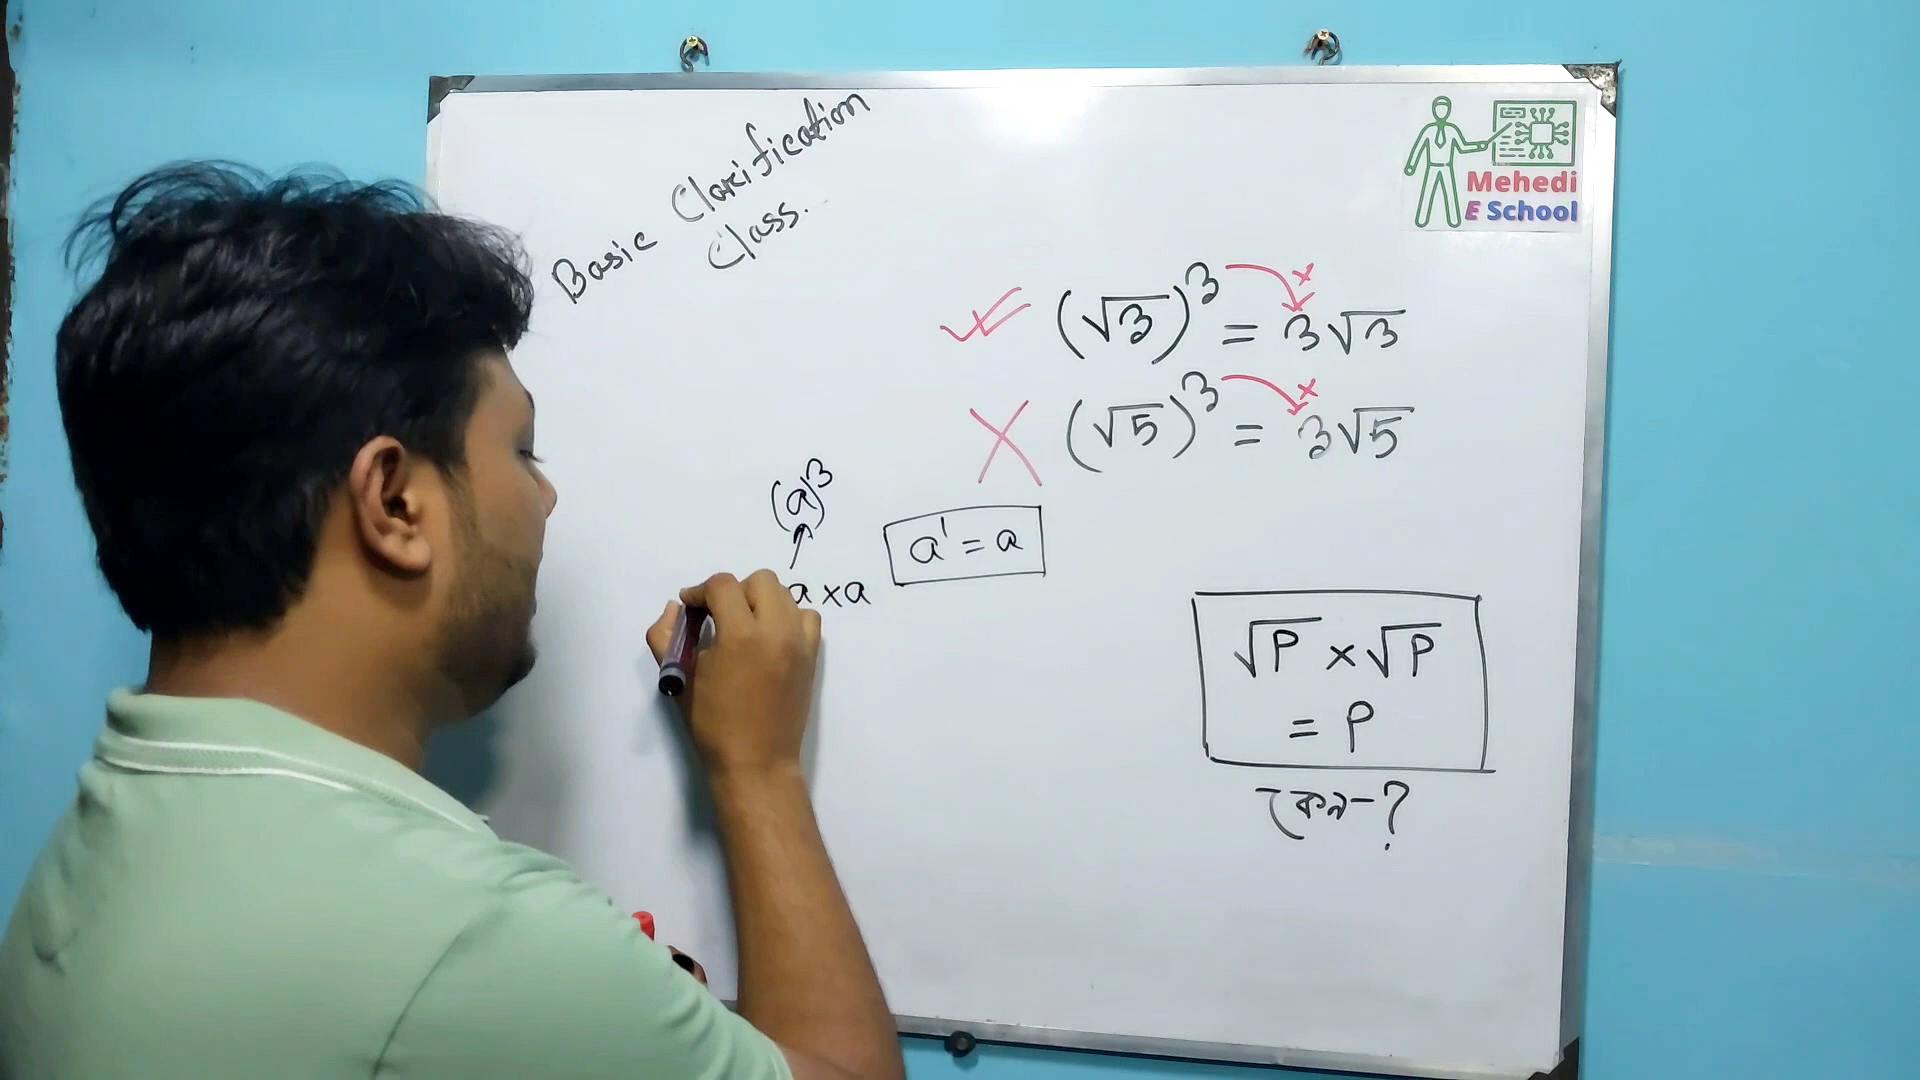 Basic Clarification
Class.
Mehedi
E School
(√3)³ = 3√3
(√5)³ = 3√5
(a)³
a¹ = a
a×a
√P × √P
= P
কেন-?